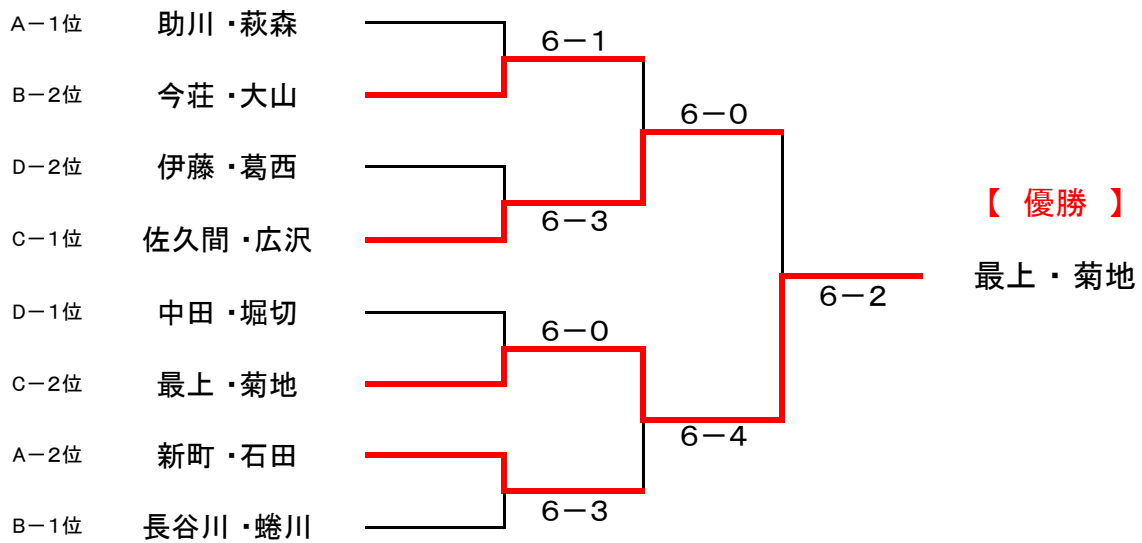 A－1位 助川・萩森
6－1
B－2位 今荘・大山
6－0
D－2位 伊藤・葛西
【 優勝 】
6－3
C－1位 佐久間・広沢
最上・菊地
6－2
D－1位 中田・堀切
6－0
C－2位 最上・菊地
6－4
A－2位 新町・石田
6－3
B－1位 長谷川・蜷川